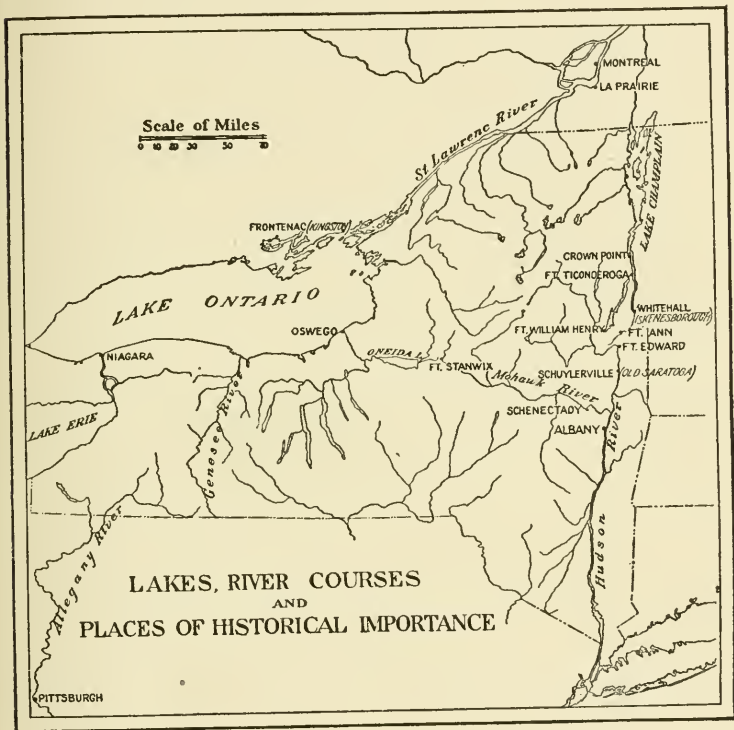 MONTREAL
LA PRAIRIE
Scale of Miles
0 10 20 30 50 70
St Lawrenc River
LAKE CHAMPLAIN
FRONTENAC (KINGSTON)
CROWN POINT
FT. TICONDEROGA
LAKE ONTARIO
WHITEHALL
(SKENESBOROUGH)
OSWEGO
FT. WILLIAM HENRY
FT. ANN
FT. EDWARD
NIAGARA
ONEIDA L.
FT. STANWIX
SCHUYLERVILLE (OLD SARATOGA)
Mohawk River
SCHENECTADY
LAKE ERIE
Genesee River
ALBANY
Hudson River
Allegany River
LAKES, RIVER COURSES
AND
PLACES OF HISTORICAL IMPORTANCE
PITTSBURGH